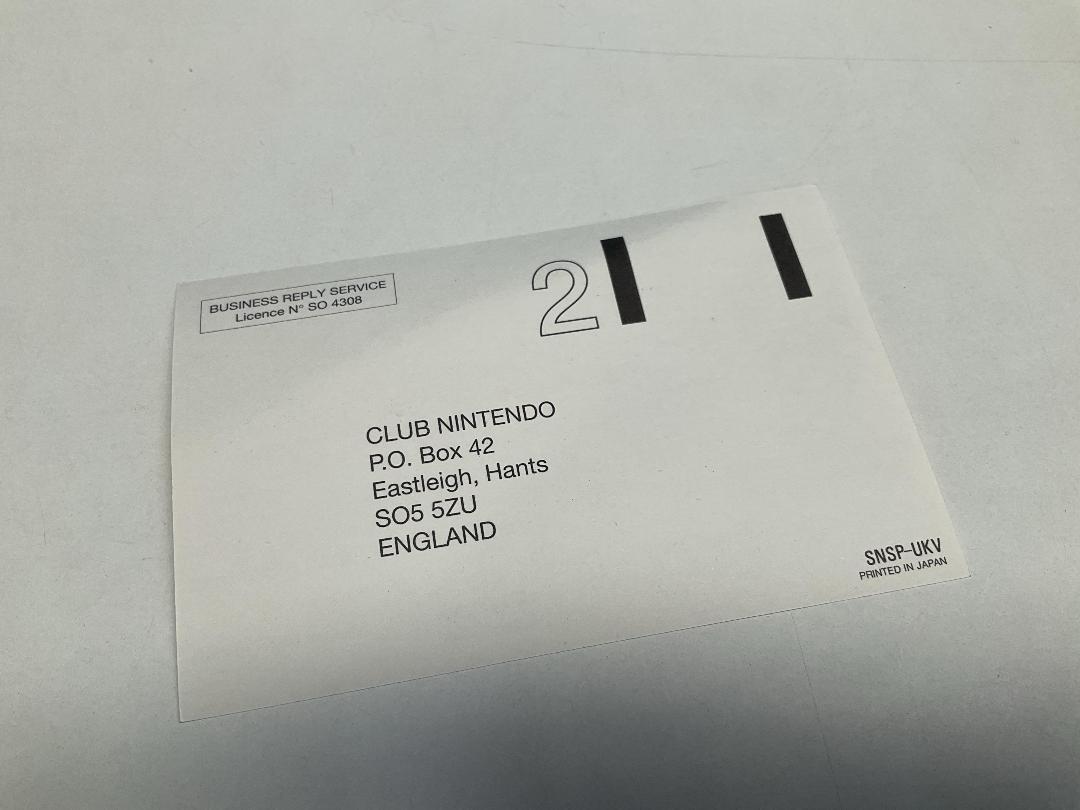 BUSINESS REPLY SERVICE
Licence N° SO 4308
2
CLUB NINTENDO
P.O. Box 42
Eastleigh, Hants
SO5 5ZU
ENGLAND
SNSP-UKV
PRINTED IN JAPAN